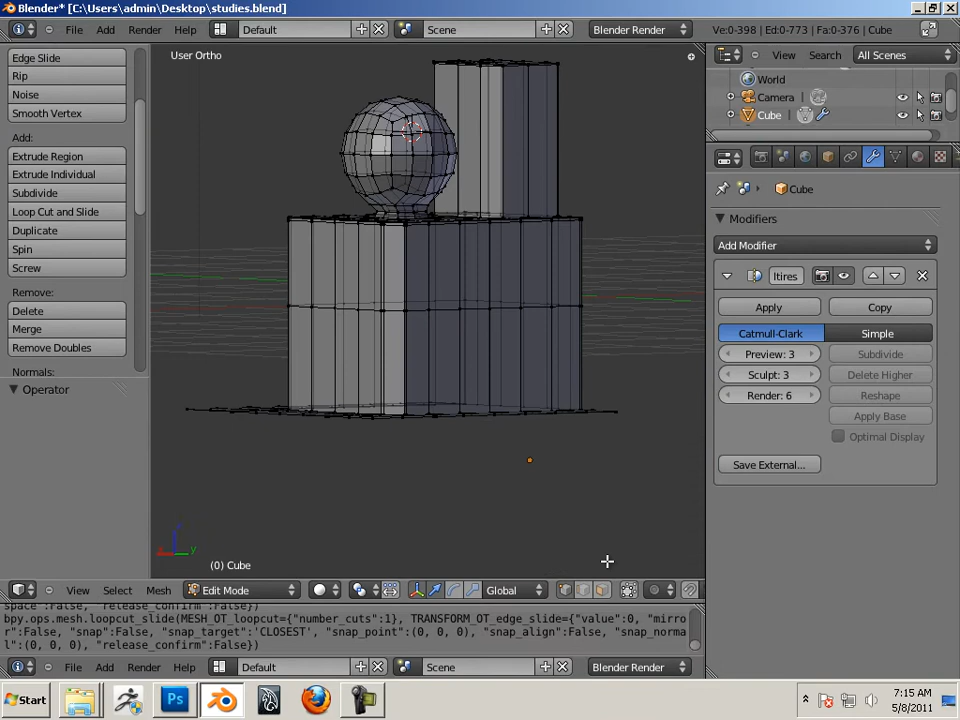 Blender* [C:\Users\admin\Desktop\studies.blend]
File Add Render Help Default Scene Blender Render Ve:0-398 | Ed:0-773 | Fa:0-376 | Cube
Edge Slide
Rip
Noise
Smooth Vertex
Add:
Extrude Region
Extrude Individual
Subdivide
Loop Cut and Slide
Duplicate
Spin
Screw
Remove:
Delete
Merge
Remove Doubles
Normals:
Operator
User Ortho
(0) Cube
View Select Mesh Edit Mode Global
View Search All Scenes
World
Camera
Cube
Cube
Modifiers
Add Modifier
ltires
Apply Copy
Catmull-Clark Simple
Preview: 3 Subdivide
Sculpt: 3 Delete Higher
Render: 6 Reshape
Apply Base
Optimal Display
Save External...
space":False, "release_confirm":False})
bpy.ops.mesh.loopcut_slide(MESH_OT_loopcut={"number_cuts":1}, TRANSFORM_OT_edge_slide={"value":0, "mirro
r":False, "snap":False, "snap_target":'CLOSEST', "snap_point":(0, 0, 0), "snap_align":False, "snap_norma
l":(0, 0, 0), "release_confirm":False})
File Add Render Help Default Scene Blender Render
Start Ps 7:15 AM
5/8/2011